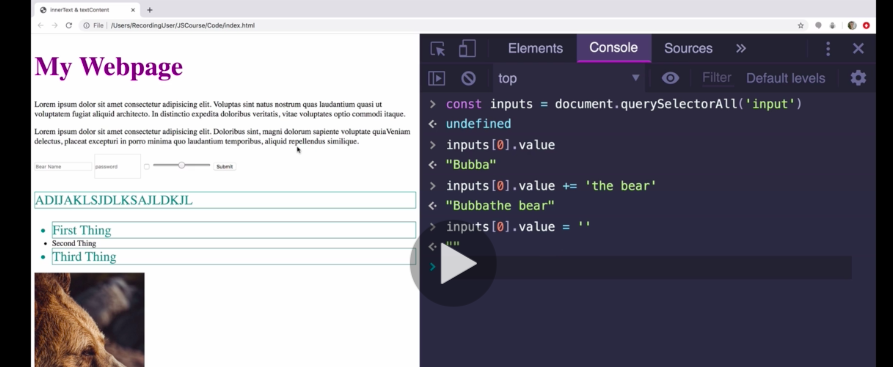 innerText & textContent
File | /Users/RecordingUser/JSCourse/Code/index.html
My Webpage
Lorem ipsum dolor sit amet consectetur adipisicing elit. Voluptas sint natus nostrum quas laudantium quasi ut
voluptatem fugiat aliquid architecto. In distinctio expedita doloribus veritatis, vitae voluptates optio commodi itaque.
Lorem ipsum dolor sit amet consectetur adipisicing elit. Doloribus sint, magni dolorum sapiente voluptate quiaVeniam
delectus, placeat excepturi in porro minima quo laudantium temporibus, aliquid repellendus similique.
Bear Name password Submit
ADIJAKLSJDLKSAJLDKJL
First Thing
Second Thing
Third Thing
Elements Console Sources »
top Filter Default levels
> const inputs = document.querySelectorAll('input')
undefined
> inputs[0].value
"Bubba"
> inputs[0].value += 'the bear'
"Bubbathe bear"
> inputs[0].value = ''
""
>